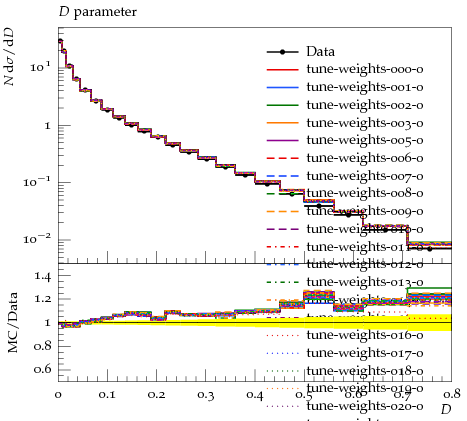 D parameter
N dσ/dD
10¹
1
10⁻¹
10⁻²
Data
tune-weights-000-0
tune-weights-001-0
tune-weights-002-0
tune-weights-003-0
tune-weights-005-0
tune-weights-006-0
tune-weights-007-0
tune-weights-008-0
tune-weights-009-0
tune-weights-010-0
tune-weights-011-0
tune-weights-012-0
tune-weights-013-0
tune-weights-016-0
tune-weights-017-0
tune-weights-018-0
tune-weights-019-0
tune-weights-020-0
MC/Data
1.4
1.2
1
0.8
0.6
0 0.1 0.2 0.3 0.4 0.5 0.6 0.7 0.8
D